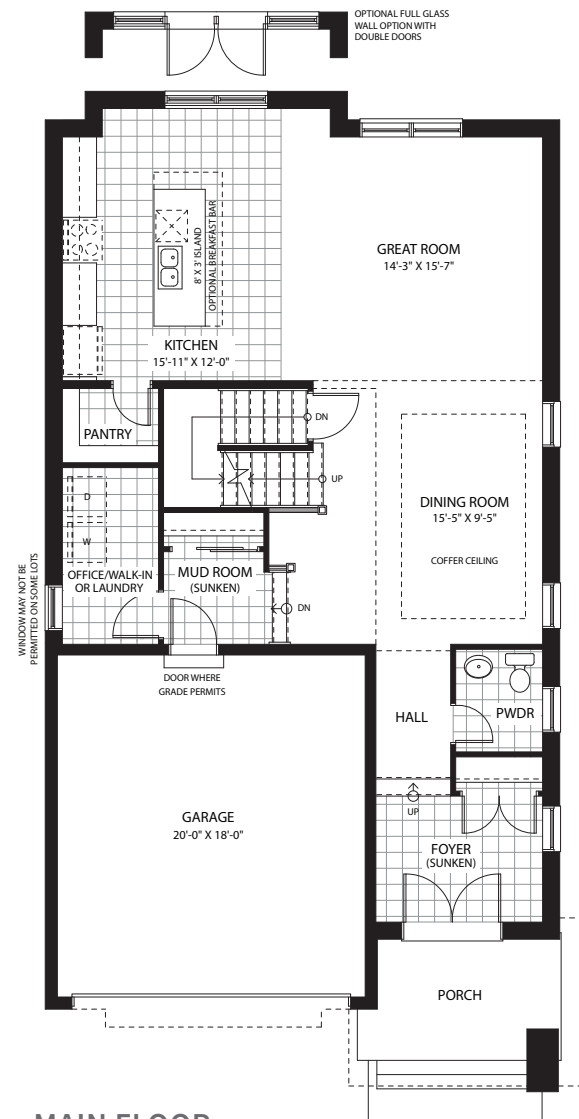 OPTIONAL FULL GLASS
WALL OPTION WITH
DOUBLE DOORS
GREAT ROOM
14'-3" X 15'-7"
8' X 3' ISLAND
OPTIONAL BREAKFAST BAR
KITCHEN
15'-11" X 12'-0"
PANTRY
DN
UP
D
W
DINING ROOM
15'-5" X 9'-5"
COFFER CEILING
OFFICE/WALK-IN
OR LAUNDRY
MUD ROOM
(SUNKEN)
DN
WINDOW MAY NOT BE
PERMITTED ON SOME LOTS
DOOR WHERE
GRADE PERMITS
HALL
PWDR
UP
GARAGE
20'-0" X 18'-0"
FOYER
(SUNKEN)
PORCH
MAIN FLOOR